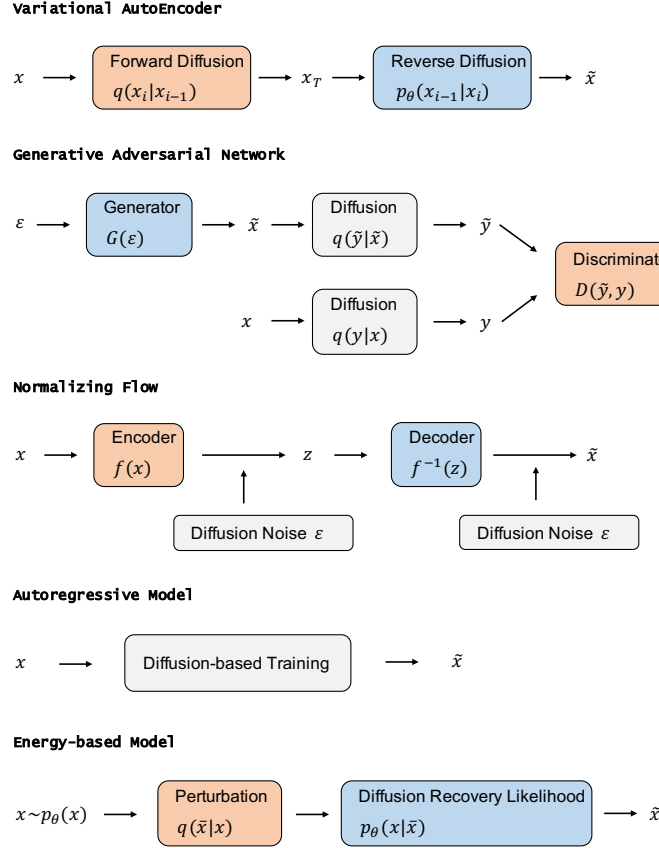 Variational AutoEncoder
x Forward Diffusion x_T Reverse Diffusion x̃
q(x_i|x_{i−1}) p_θ(x_{i−1}|x_i)
Generative Adversarial Network
ε Generator x̃ Diffusion ỹ
G(ε) q(ỹ|x̃)
Discriminat
D(ỹ, y)
x Diffusion y
q(y|x)
Normalizing Flow
x Encoder z Decoder x̃
f(x) f⁻¹(z)
Diffusion Noise ε Diffusion Noise ε
Autoregressive Model
x Diffusion-based Training x̃
Energy-based Model
x~p_θ(x) Perturbation Diffusion Recovery Likelihood x̃
q(x̄|x) p_θ(x|x̄)